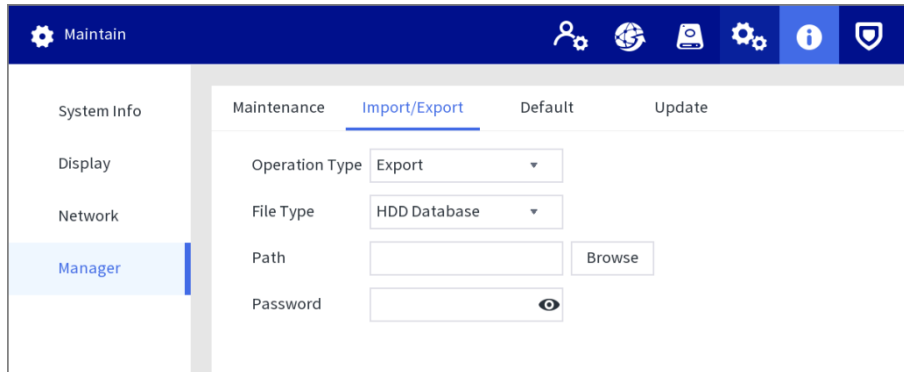 Maintain
System Info
Display
Network
Manager
Maintenance Import/Export Default Update
Operation Type Export
File Type HDD Database
Path Browse
Password